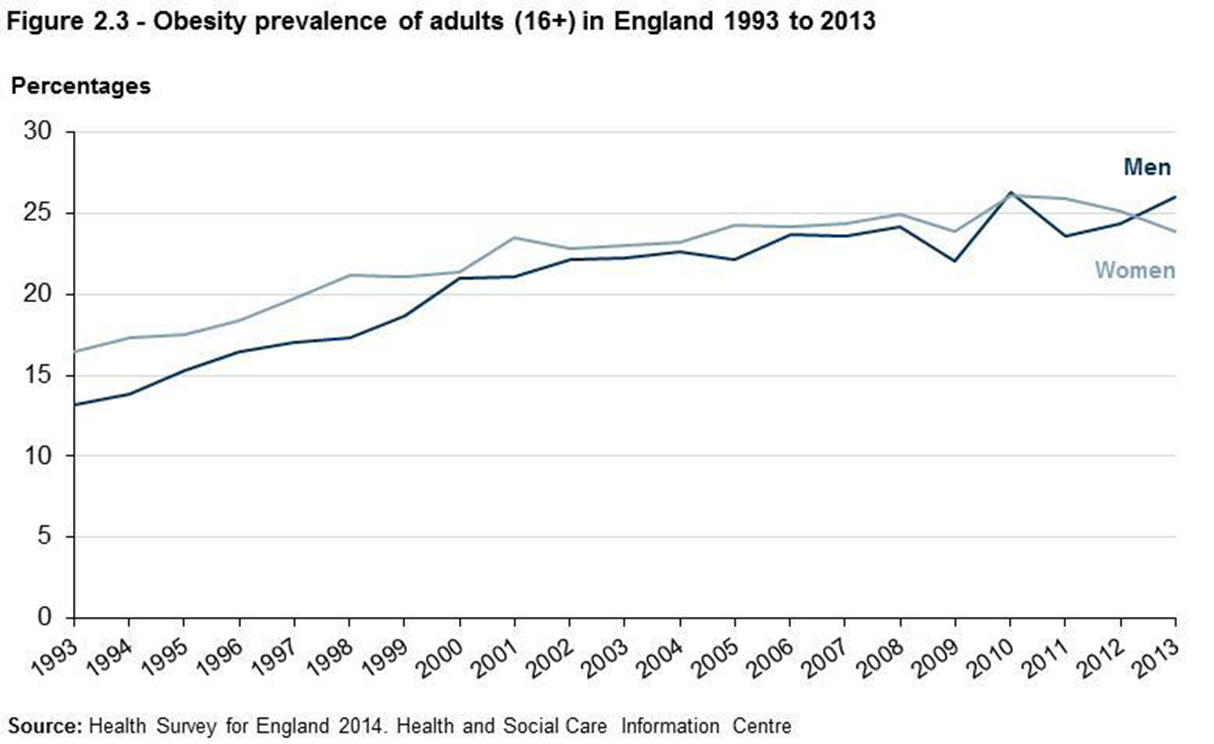 Figure 2.3 - Obesity prevalence of adults (16+) in England 1993 to 2013
Percentages
30
Men
25
Women
20
15
10
5
0
1993 1994 1995 1996 1997 1998 1999 2000 2001 2002 2003 2004 2005 2006 2007 2008 2009 2010 2011 2012 2013
Source: Health Survey for England 2014. Health and Social Care Information Centre